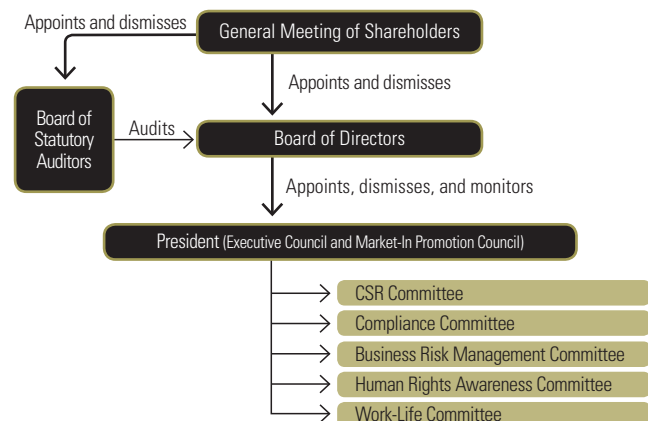 Appoints and dismisses
General Meeting of Shareholders
Appoints and dismisses
Board of
Statutory
Auditors
Audits
Board of Directors
Appoints, dismisses, and monitors
President (Executive Council and Market-In Promotion Council)
CSR Committee
Compliance Committee
Business Risk Management Committee
Human Rights Awareness Committee
Work-Life Committee